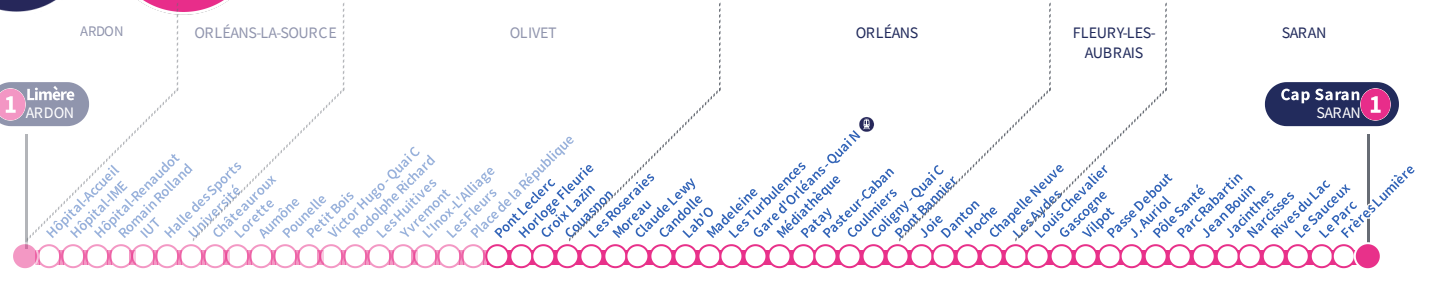 ARDON
ORLÉANS-LA-SOURCE
OLIVET
ORLÉANS
FLEURY-LES-
AUBRAIS
SARAN
1
Limère
ARDON
Cap Saran
SARAN
1
Hôpital-Accueil
Hôpital-IME
Hôpital-Renaudot
Romain Rolland
IUT
Halle des Sports
Université
Châteauroux
Lorette
Aumône
Pounelle
Petit Bois
Victor Hugo - Quai C
Rodolphe Richard
Les Huitives
Yvremont
L'Inox-L'Alliage
Les Fleurs
Place de la République
Pont Leclerc
Horloge Fleurie
Croix Lazin
Couasnon
Les Roseraies
Moreau
Claude Lewy
Candolle
Lab'O
Madeleine
Les Turbulences
Gare d'Orléans - Quai N
Médiathèque
Patay
Pasteur-Caban
Coulmiers
Coligny - Quai C
Pont Bannier
Joie
Danton
Hoche
Chapelle Neuve
Les Aydes
Louis Chevalier
Gascogne
Vilpot
Passe Debout
J. Auriol
Pôle Santé
Parc Rabartin
Jean Bouin
Jacinthes
Narcisses
Rives du Lac
Le Sauceux
Le Parc
Frères Lumière